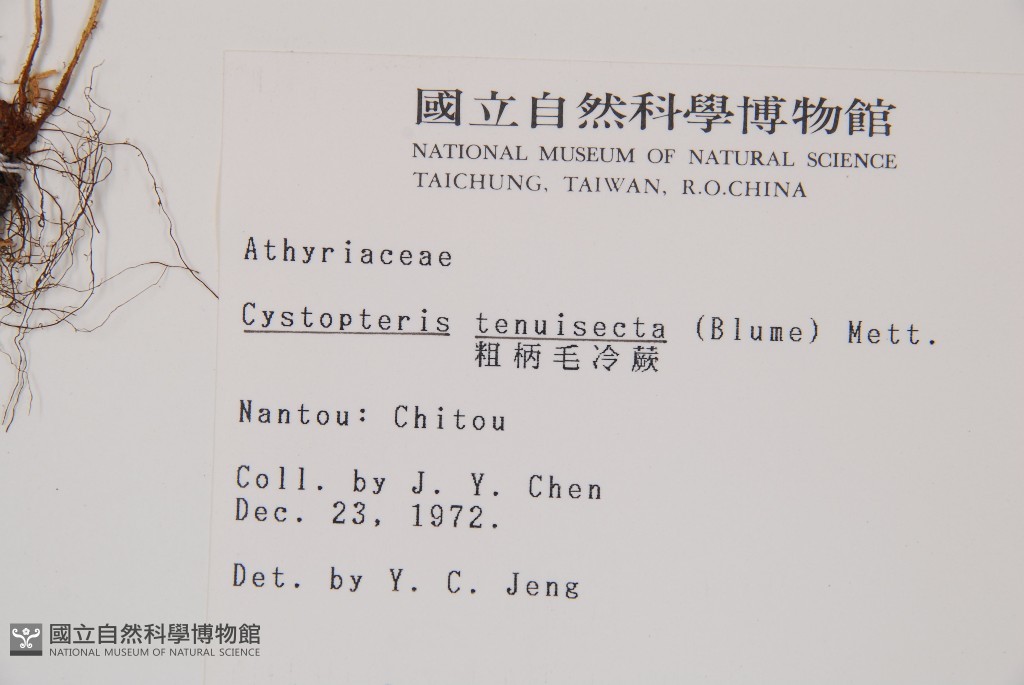 國立自然科學博物館
NATIONAL MUSEUM OF NATURAL SCIENCE
TAICHUNG, TAIWAN, R.O.CHINA
Athyriaceae
Cystopteris tenuisecta (Blume) Mett.
粗柄毛冷蕨
Nantou: Chitou
Coll. by J. Y. Chen
Dec. 23, 1972.
Det. by Y. C. Jeng
國立自然科學博物館
NATIONAL MUSEUM OF NATURAL SCIENCE